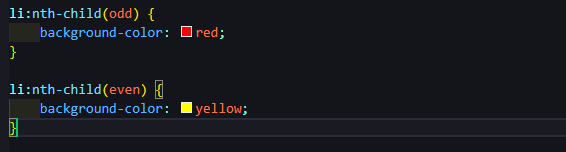 li:nth-child(odd) {
    background-color: red;
}

li:nth-child(even) {
    background-color: yellow;
}